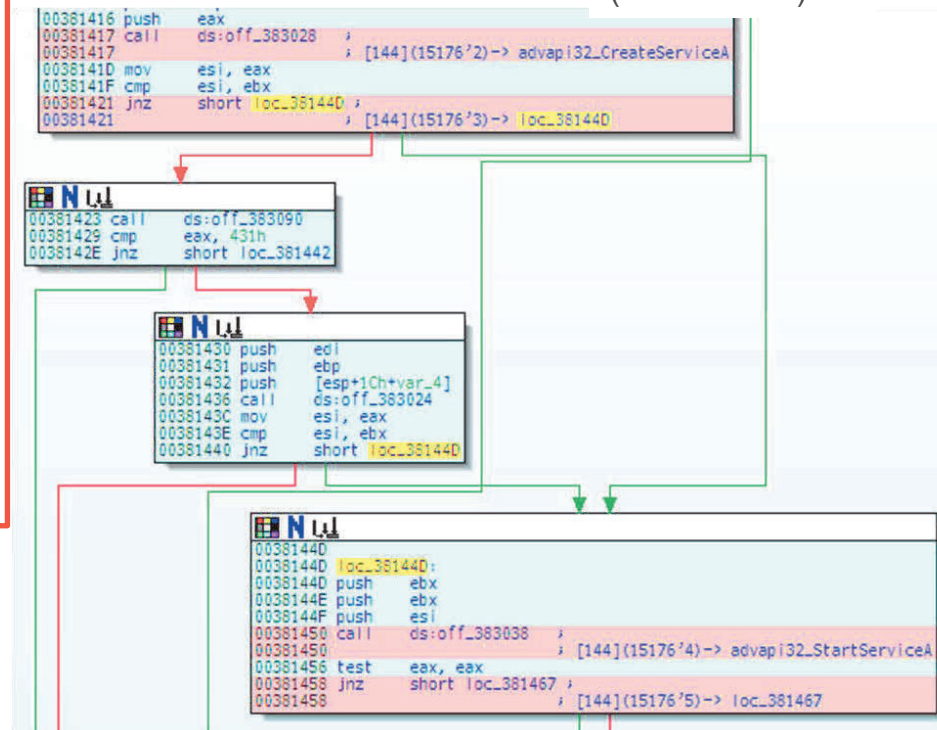 00381416 push eax
00381417 call ds:off_383028 ;
00381417 ; [144](15176'2)-> advapi32_CreateServiceA
0038141D mov esi, eax
0038141F cmp esi, ebx
00381421 jnz short loc_38144D ;
00381421 ; [144](15176'3)-> loc_38144D
N
00381423 call ds:off_383090
00381429 cmp eax, 431h
0038142E jnz short loc_381442
N
00381430 push edi
00381431 push ebp
00381432 push [esp+1Ch+var_4]
00381436 call ds:off_383024
0038143C mov esi, eax
0038143E cmp esi, ebx
00381440 jnz short loc_38144D
N
0038144D
0038144D loc_38144D:
0038144D push ebx
0038144E push ebx
0038144F push esi
00381450 call ds:off_383038 ;
00381450 ; [144](15176'4)-> advapi32_StartServiceA
00381456 test eax, eax
00381458 jnz short loc_381467 ;
00381458 ; [144](15176'5)-> loc_381467